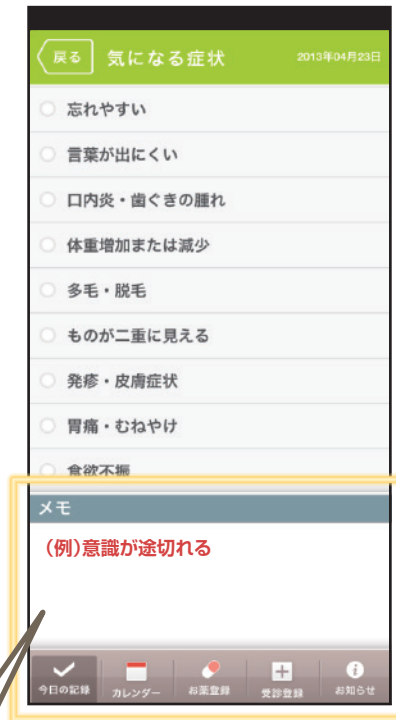 戻る 気になる症状 2013年04月23日
忘れやすい
言葉が出にくい
口内炎・歯ぐきの腫れ
体重増加または減少
多毛・脱毛
ものが二重に見える
発疹・皮膚症状
胃痛・むねやけ
食欲不振
メモ
（例）意識が途切れる
今日の記録 カレンダー お薬登録 受診登録 お知らせ